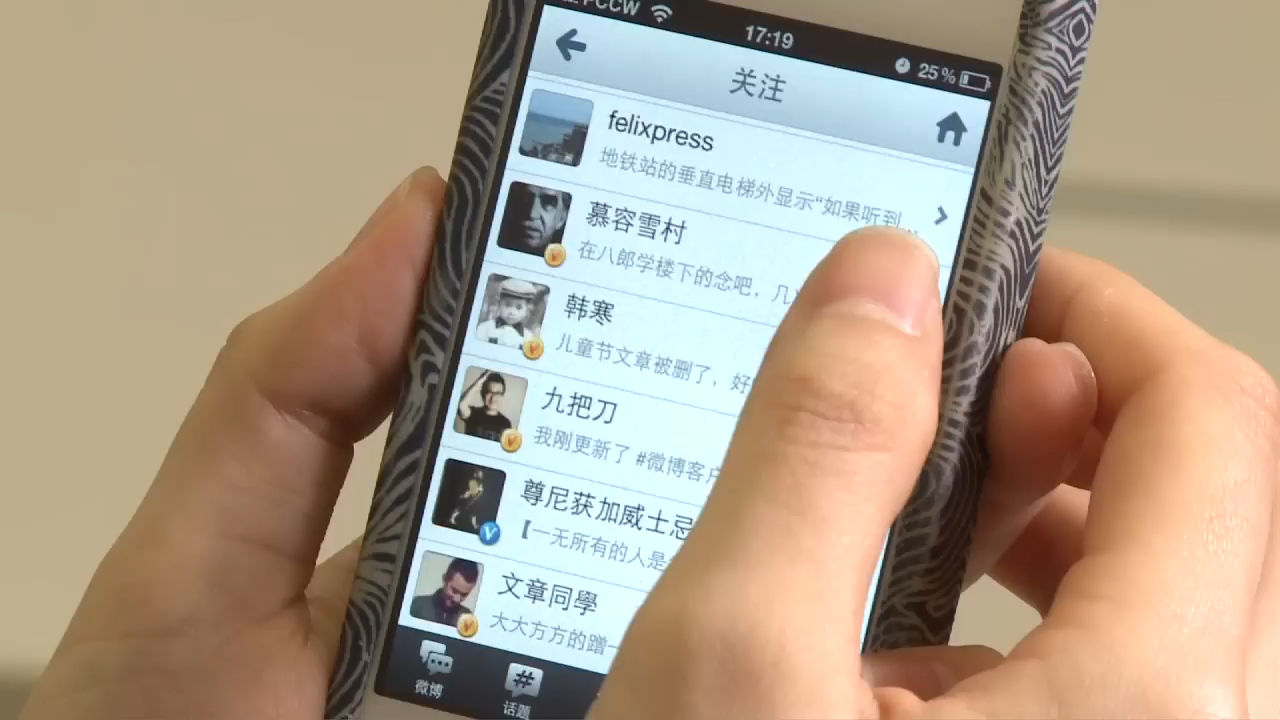 PCCW 17:19 25%
关注
felixpress
地铁站的垂直电梯外显示“如果听到...
慕容雪村
在八郎学楼下的念吧，几
韩寒
儿童节文章被删了，好
九把刀
我刚更新了 #微博客户
尊尼获加威士忌
【一无所有的人是
文章同學
大大方方的蹭一
微博
话题